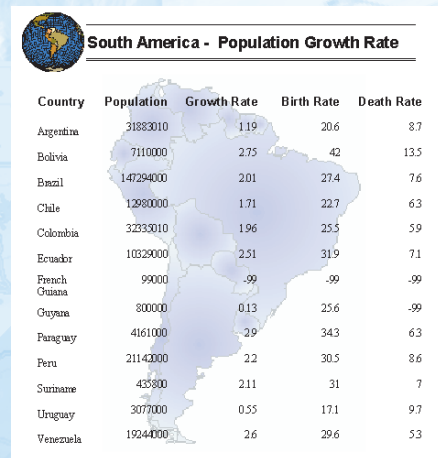 South America - Population Growth Rate
Country Population Growth Rate Birth Rate Death Rate
Argentina 31883010 1.19 20.6 8.7
Bolivia 7110000 2.75 42 13.5
Brazil 147294000 2.01 27.4 7.6
Chile 12980000 1.71 22.7 6.3
Colombia 32335010 1.96 25.5 5.9
Ecuador 10329000 2.51 31.9 7.1
French 99000 -99 -99 -99
Guiana
Guyana 800000 0.13 25.6 -99
Paraguay 4161000 2.9 34.3 6.3
Peru 21142000 2.2 30.5 8.6
Suriname 435800 2.11 31 7
Uruguay 3077000 0.55 17.1 9.7
Venezuela 19244000 2.6 29.6 5.3